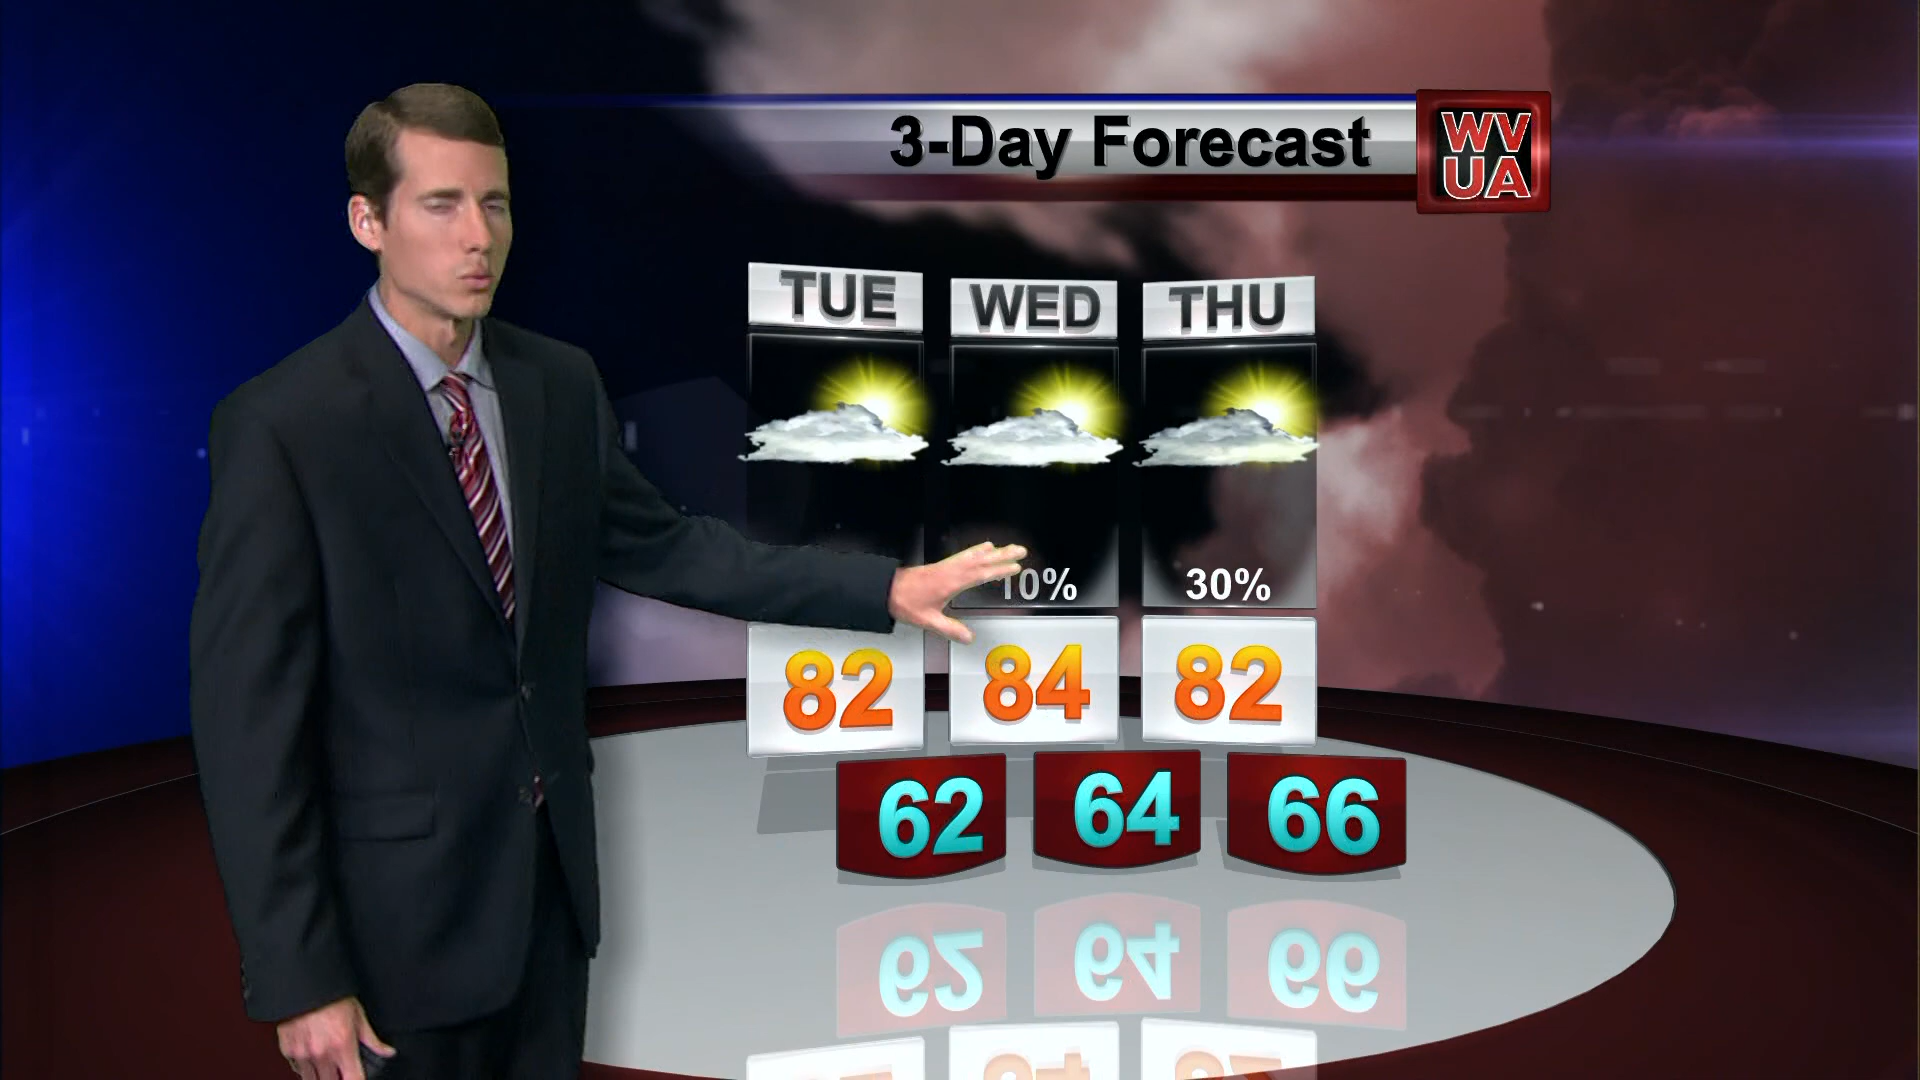 3-Day Forecast
WV
UA
TUE WED THU
10% 30%
82 84 82
62 64 66